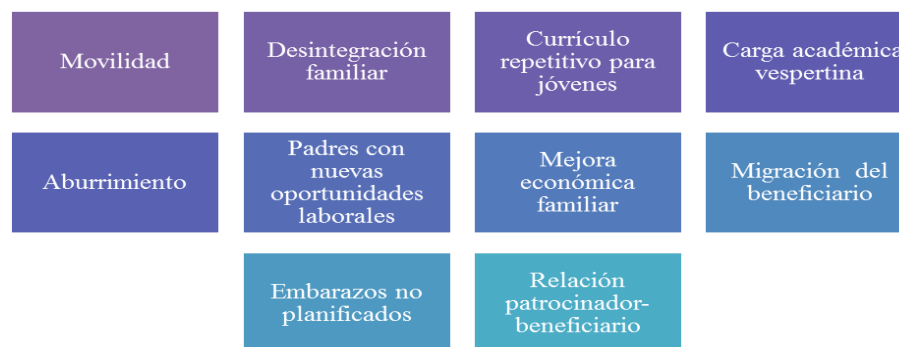 Movilidad
Desintegración
familiar
Currículo
repetitivo para
jóvenes
Carga académica
vespertina
Aburrimiento
Padres con
nuevas
oportunidades
laborales
Mejora
económica
familiar
Migración del
beneficiario
Embarazos no
planificados
Relación
patrocinador-
beneficiario